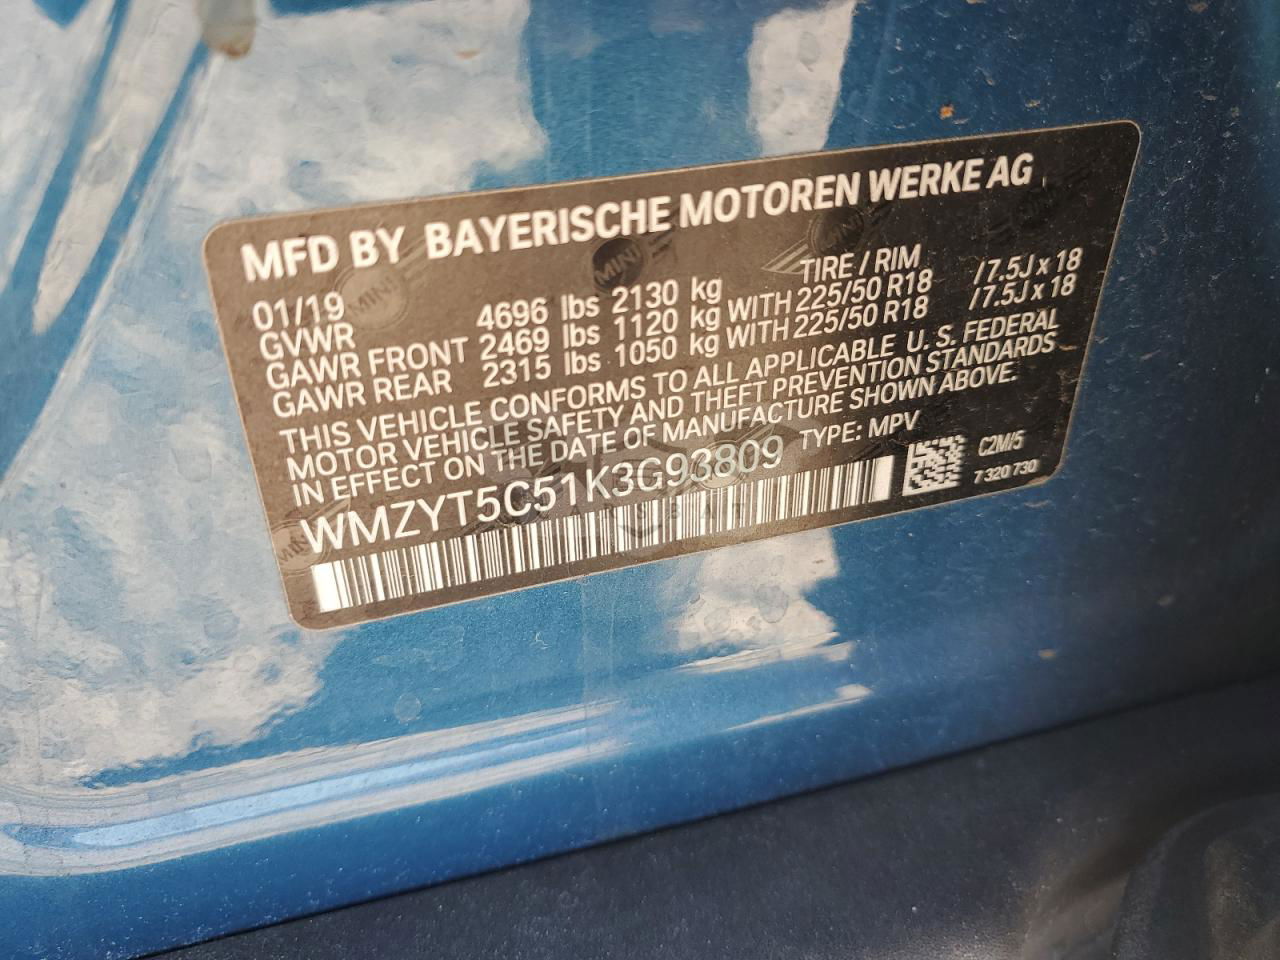 MFD BY BAYERISCHE MOTOREN WERKE AG
01/19 TIRE / RIM
GVWR 4696 lbs 2130 kg
GAWR FRONT 2469 lbs 1120 kg WITH 225/50 R18 / 7.5J x 18
GAWR REAR 2315 lbs 1050 kg WITH 225/50 R18 / 7.5J x 18
THIS VEHICLE CONFORMS TO ALL APPLICABLE U. S. FEDERAL
MOTOR VEHICLE SAFETY AND THEFT PREVENTION STANDARDS
IN EFFECT ON THE DATE OF MANUFACTURE SHOWN ABOVE.
WMZYT5C51K3G93809 TYPE: MPV
C2M/5
7 320 730
MINI
MINI
MINI